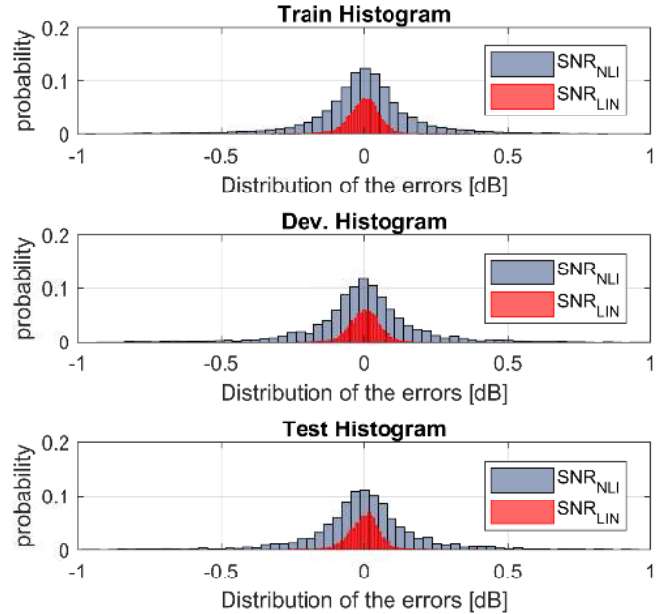 Train Histogram
0.2
0.1
0
probability
SNR_NLI
SNR_LIN
-1 -0.5 0 0.5 1
Distribution of the errors [dB]
Dev. Histogram
0.2
0.1
0
probability
SNR_NLI
SNR_LIN
-1 -0.5 0 0.5 1
Distribution of the errors [dB]
Test Histogram
0.2
0.1
0
probability
SNR_NLI
SNR_LIN
-1 -0.5 0 0.5 1
Distribution of the errors [dB]